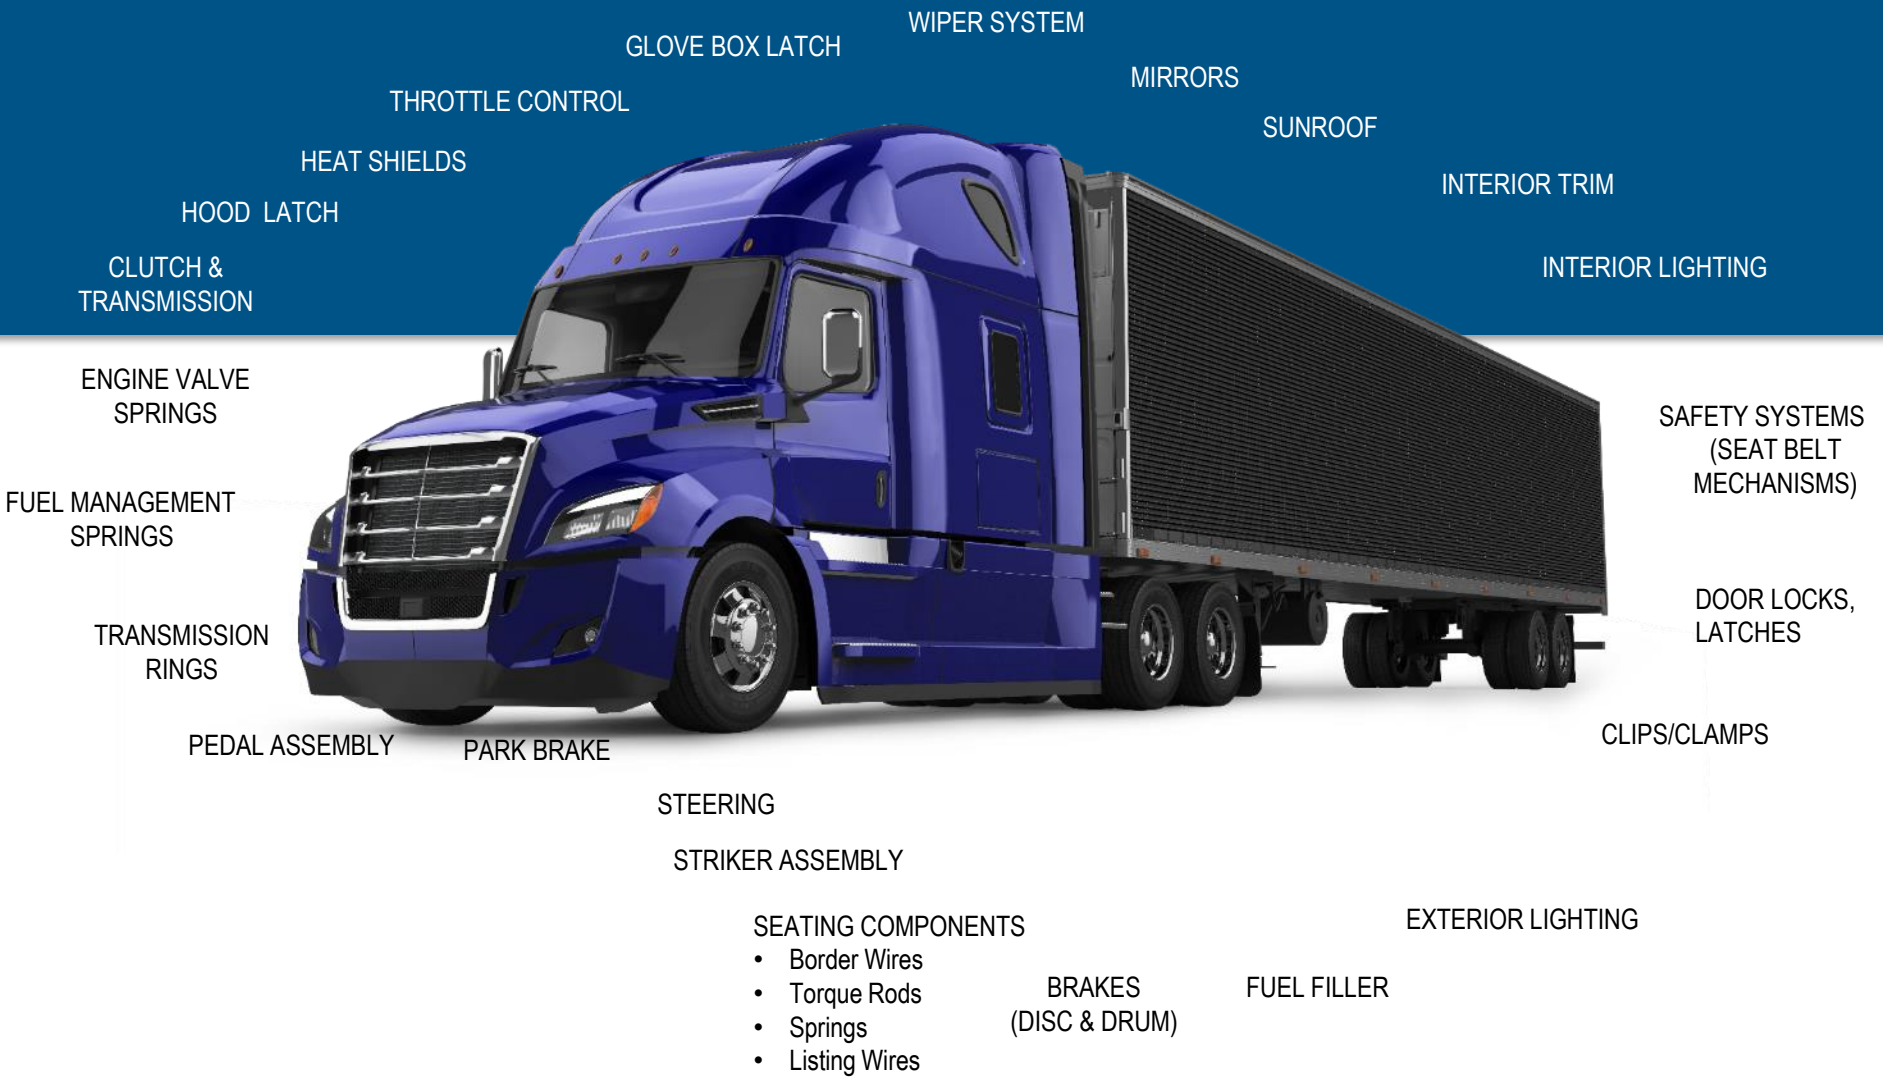 WIPER SYSTEM
GLOVE BOX LATCH
MIRRORS
THROTTLE CONTROL
SUNROOF
HEAT SHIELDS
INTERIOR TRIM
HOOD  LATCH
CLUTCH &
TRANSMISSION
INTERIOR LIGHTING
ENGINE VALVE
SPRINGS
SAFETY SYSTEMS
(SEAT BELT
MECHANISMS)
FUEL MANAGEMENT
SPRINGS
DOOR LOCKS,
LATCHES
TRANSMISSION
RINGS
CLIPS/CLAMPS
PEDAL ASSEMBLY
PARK BRAKE
STEERING
STRIKER ASSEMBLY
SEATING COMPONENTS
• Border Wires
• Torque Rods
• Springs
• Listing Wires
EXTERIOR LIGHTING
BRAKES
(DISC & DRUM)
FUEL FILLER